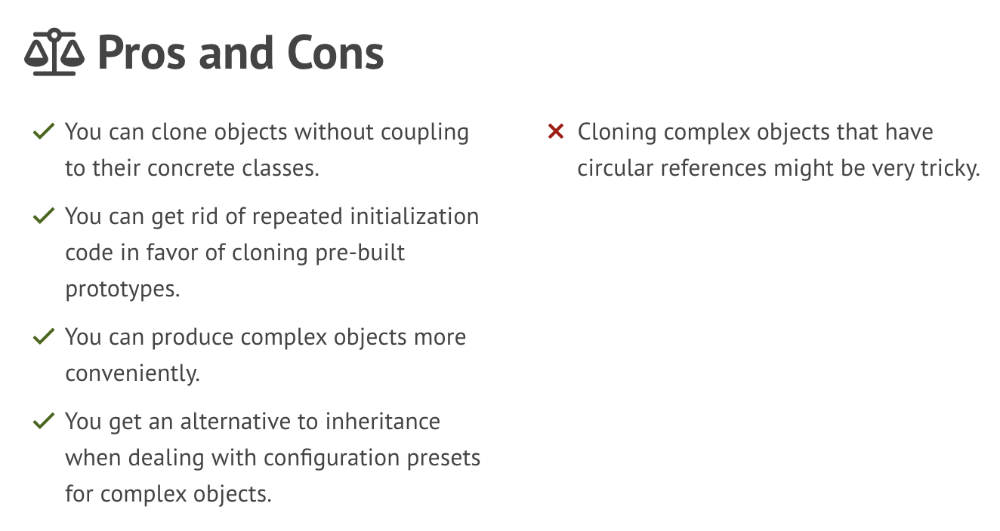 Pros and Cons
You can clone objects without coupling
to their concrete classes.
You can get rid of repeated initialization
code in favor of cloning pre-built
prototypes.
You can produce complex objects more
conveniently.
You get an alternative to inheritance
when dealing with configuration presets
for complex objects.
Cloning complex objects that have
circular references might be very tricky.